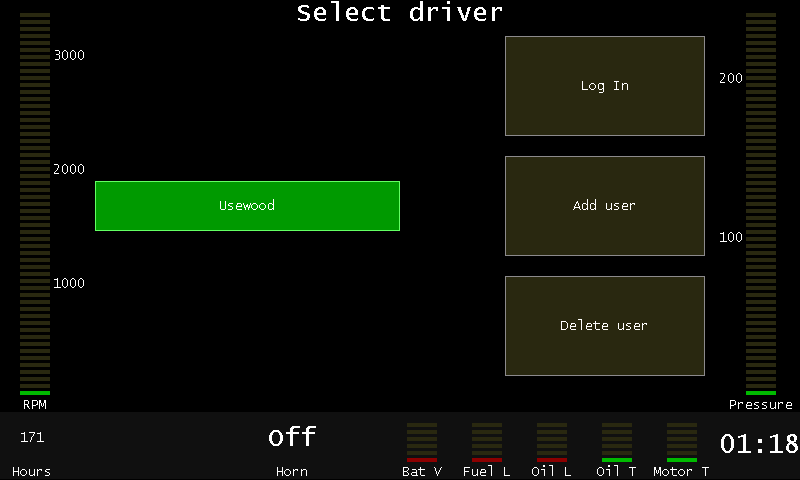 Select driver
3000
2000
1000
RPM
Usewood
Log In
Add user
Delete user
200
100
Pressure
171
Hours
Off
Horn
Bat V
Fuel L
Oil L
Oil T
Motor T
01:18